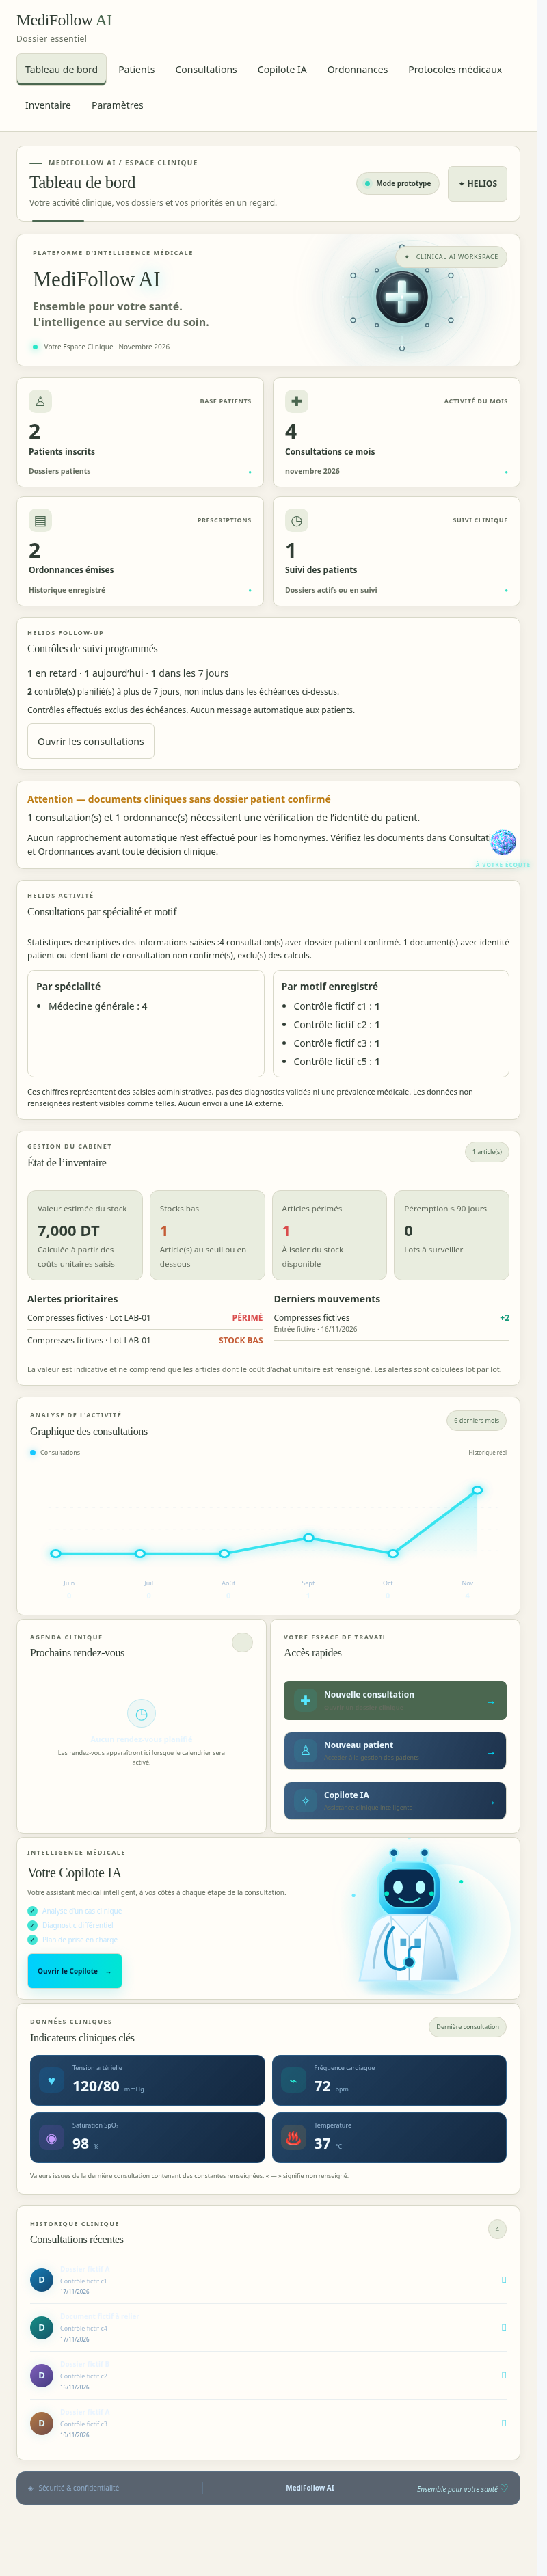 MediFollow AI
Dossier essentiel
Tableau de bord
Patients
Consultations
Copilote IA
Ordonnances
Protocoles médicaux
Inventaire
Paramètres
MEDIFOLLOW AI / ESPACE CLINIQUE
Tableau de bord
Votre activité clinique, vos dossiers et vos priorités en un regard.
Mode prototype
✦ HELIOS
PLATEFORME D'INTELLIGENCE MÉDICALE
MediFollow AI
Ensemble pour votre santé.
L'intelligence au service du soin.
Votre Espace Clinique · Novembre 2026
✦ CLINICAL AI WORKSPACE
BASE PATIENTS
2
Patients inscrits
Dossiers patients
ACTIVITÉ DU MOIS
4
Consultations ce mois
novembre 2026
PRESCRIPTIONS
2
Ordonnances émises
Historique enregistré
SUIVI CLINIQUE
1
Suivi des patients
Dossiers actifs ou en suivi
HELIOS FOLLOW-UP
Contrôles de suivi programmés
1 en retard · 1 aujourd’hui · 1 dans les 7 jours
2 contrôle(s) planifié(s) à plus de 7 jours, non inclus dans les échéances ci-dessus.
Contrôles effectués exclus des échéances. Aucun message automatique aux patients.
Ouvrir les consultations
Attention — documents cliniques sans dossier patient confirmé
1 consultation(s) et 1 ordonnance(s) nécessitent une vérification de l’identité du patient.
Aucun rapprochement automatique n’est effectué pour les homonymes. Vérifiez les documents dans
et Ordonnances avant toute décision clinique.
À VOTRE ÉCOUTE
HELIOS ACTIVITÉ
Consultations par spécialité et motif
Statistiques descriptives des informations saisies :4 consultation(s) avec dossier patient confirmé. 1 document(s) avec identité
patient ou identifiant de consultation non confirmé(s), exclu(s) des calculs.
Par spécialité
Médecine générale : 4
Par motif enregistré
Contrôle fictif c1 : 1
Contrôle fictif c2 : 1
Contrôle fictif c3 : 1
Contrôle fictif c5 : 1
Ces chiffres représentent des saisies administratives, pas des diagnostics validés ni une prévalence médicale. Les données non
renseignées restent visibles comme telles. Aucun envoi à une IA externe.
GESTION DU CABINET
État de l’inventaire
1 article(s)
Valeur estimée du stock
7,000 DT
Calculée à partir des
coûts unitaires saisis
Stocks bas
1
Article(s) au seuil ou en
dessous
Articles périmés
1
À isoler du stock
disponible
Péremption ≤ 90 jours
0
Lots à surveiller
Alertes prioritaires
Compresses fictives · Lot LAB-01 PÉRIMÉ
Compresses fictives · Lot LAB-01 STOCK BAS
Derniers mouvements
Compresses fictives +2
Entrée fictive · 16/11/2026
La valeur est indicative et ne comprend que les articles dont le coût d’achat unitaire est renseigné. Les alertes sont calculées lot par lot.
ANALYSE DE L'ACTIVITÉ
Graphique des consultations
6 derniers mois
Consultations
Historique réel
Juin Juil Août Sept Oct Nov
AGENDA CLINIQUE
Prochains rendez-vous
—
Aucun rendez-vous planifié
Les rendez-vous apparaîtront ici lorsque le calendrier sera
activé.
VOTRE ESPACE DE TRAVAIL
Accès rapides
Nouvelle consultation
→
Nouveau patient
Accéder à la gestion des patients
→
Copilote IA
Assistance clinique intelligente
→
INTELLIGENCE MÉDICALE
Votre Copilote IA
Votre assistant médical intelligent, à vos côtés à chaque étape de la consultation.
✓ Analyse d'un cas clinique
✓ Diagnostic différentiel
✓ Plan de prise en charge
Ouvrir le Copilote →
DONNÉES CLINIQUES
Indicateurs cliniques clés
Dernière consultation
Tension artérielle
120/80 mmHg
Fréquence cardiaque
72 bpm
Saturation SpO₂
98 %
Température
37 °C
Valeurs issues de la dernière consultation contenant des constantes renseignées. « — » signifie non renseigné.
HISTORIQUE CLINIQUE
Consultations récentes
4
D
Contrôle fictif c1
17/11/2026
D
Contrôle fictif c4
17/11/2026
D
Contrôle fictif c2
16/11/2026
D
Contrôle fictif c3
10/11/2026
Sécurité & confidentialité
MediFollow AI
Ensemble pour votre santé ♡